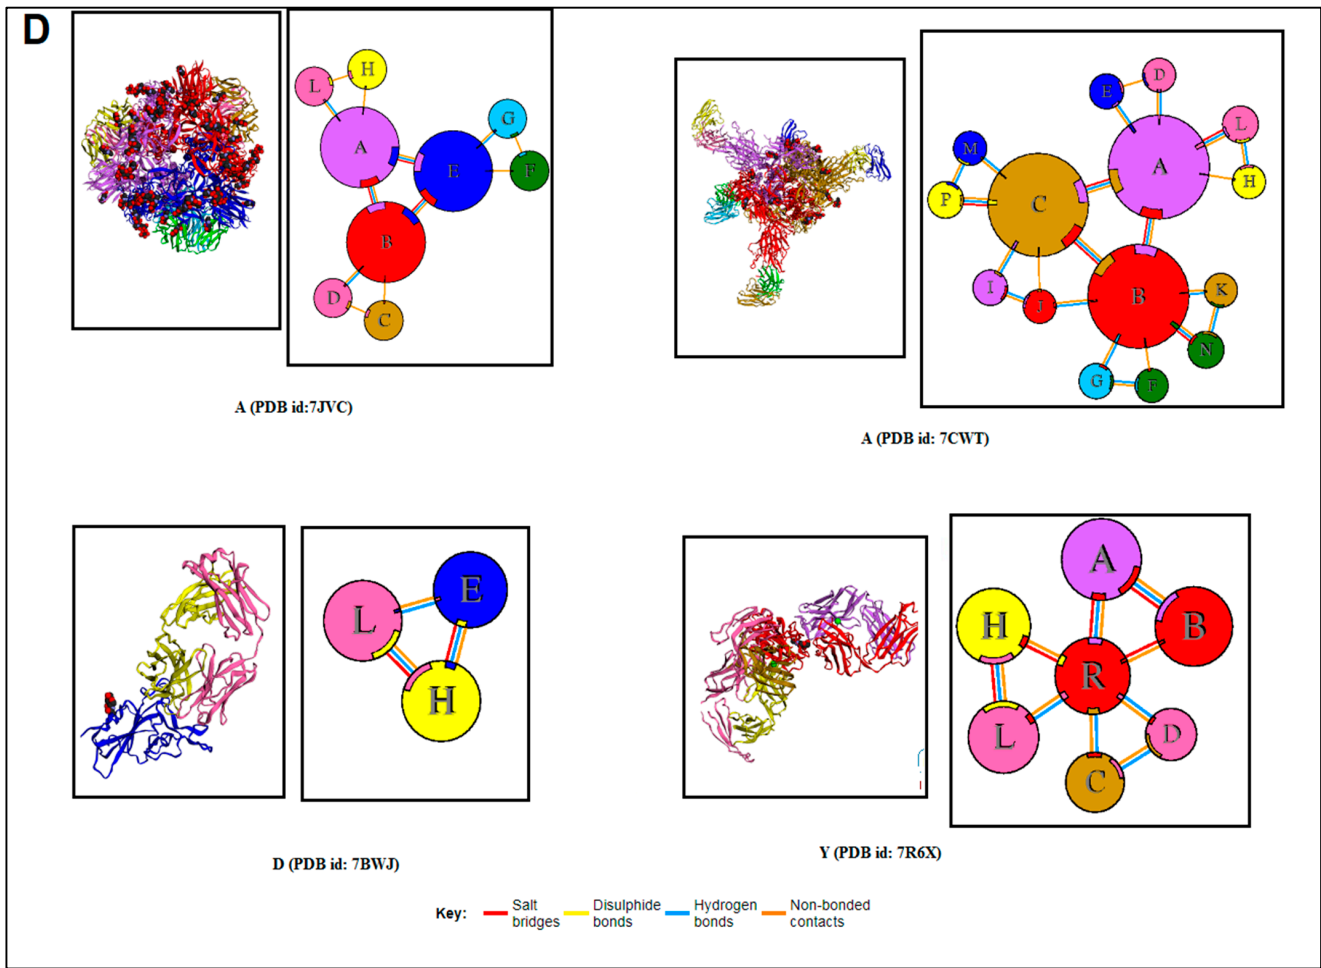 D
H
L
G
A
E
F
B
D
C
A (PDB id:7JVC)
D
E
L
M
A
H
P
C
I
J
B
K
N
G
F
A (PDB id: 7CWT)
L
E
H
D (PDB id: 7BWJ)
A
H
B
R
L
D
C
Y (PDB id: 7R6X)
Key:
Salt
bridges
Disulphide
bonds
Hydrogen
bonds
Non-bonded
contacts